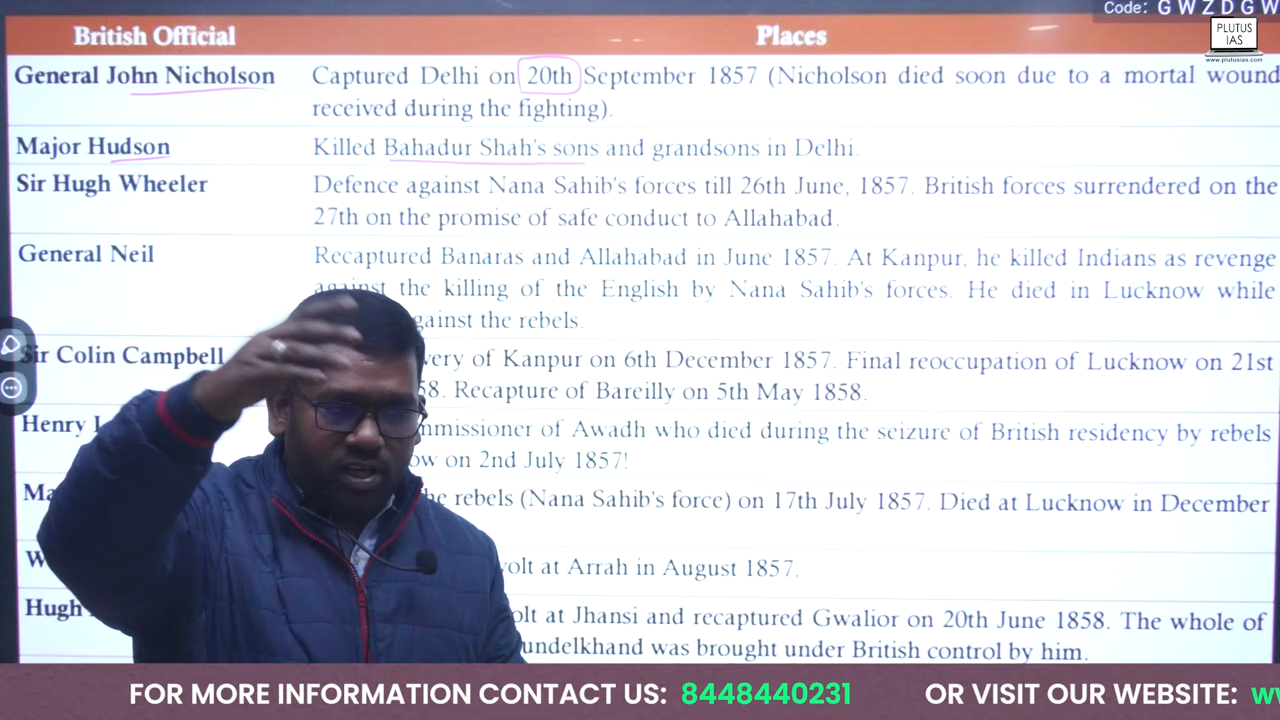 Code: G W Z D G W
PLUTUS
IAS
www.plutusias.com
British Official Places
General John Nicholson Captured Delhi on 20th September 1857 (Nicholson died soon due to a mortal wound
received during the fighting).
Major Hudson Killed Bahadur Shah's sons and grandsons in Delhi.
Sir Hugh Wheeler Defence against Nana Sahib's forces till 26th June, 1857. British forces surrendered on the
27th on the promise of safe conduct to Allahabad.
General Neil Recaptured Banaras and Allahabad in June 1857. At Kanpur, he killed Indians as revenge
against the killing of the English by Nana Sahib's forces. He died in Lucknow while
against the rebels.
Sir Colin Campbell of Kanpur on 6th December 1857. Final reoccupation of Lucknow on 21st
Recapture of Bareilly on 5th May 1858.
Henry of Awadh who died during the seizure of British residency by rebels
on 2nd July 1857!
the rebels (Nana Sahib's force) on 17th July 1857. Died at Lucknow in December
at Arrah in August 1857.
Hugh at Jhansi and recaptured Gwalior on 20th June 1858. The whole of
was brought under British control by him.
FOR MORE INFORMATION CONTACT US: 8448440231 OR VISIT OUR WEBSITE: